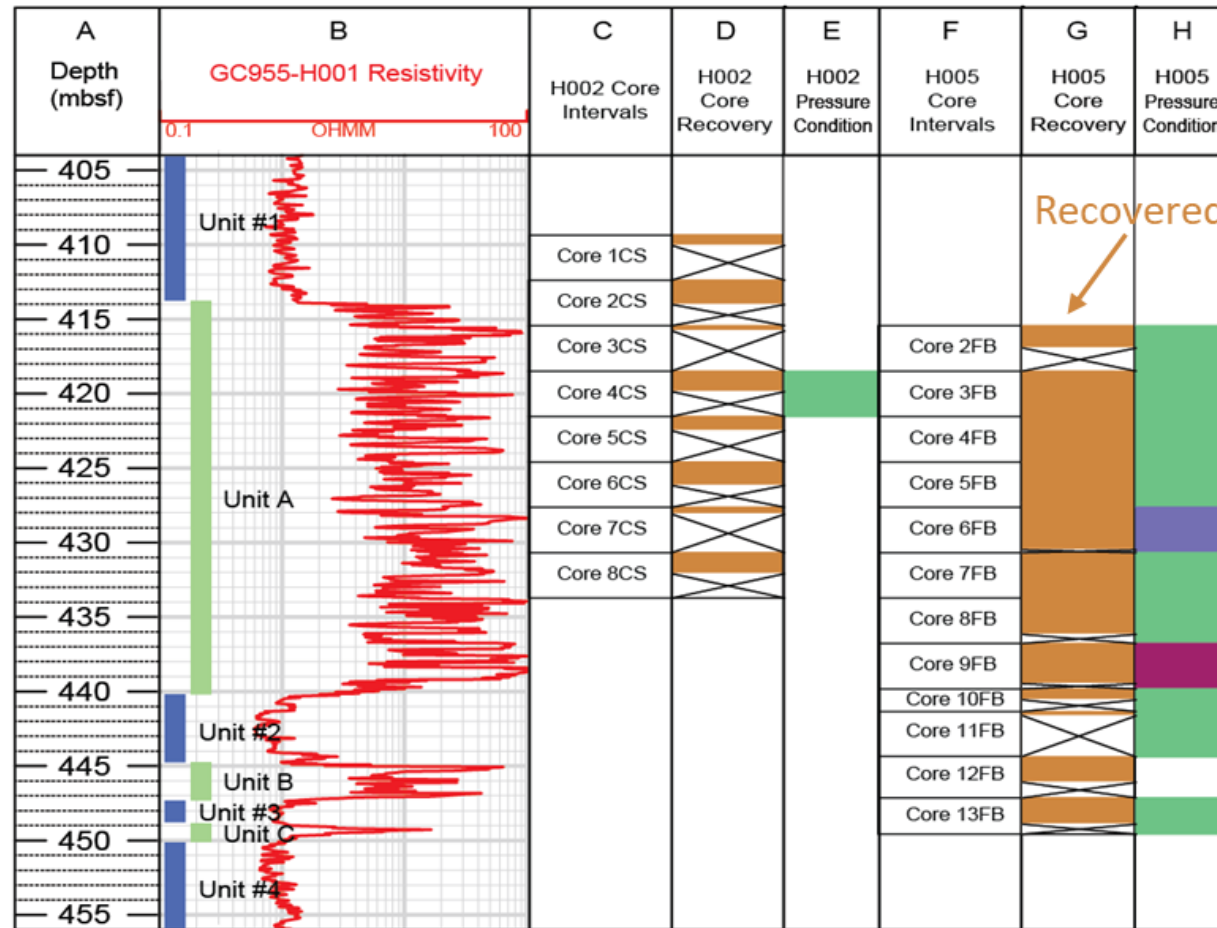 A
B
C
D
E
F
G
H
Depth
(mbsf)
GC955-H001 Resistivity
0.1 OHMM 100
H002 Core
Intervals
H002
Core
Recovery
H002
Pressure
Condition
H005
Core
Intervals
H005
Core
Recovery
H005
Pressure
Condition
405
410
415
420
425
430
435
440
445
450
455
Unit #1
Unit A
Unit #2
Unit B
Unit #3
Unit C
Unit #4
Core 1CS
Core 2CS
Core 3CS
Core 4CS
Core 5CS
Core 6CS
Core 7CS
Core 8CS
Recovered
Core 2FB
Core 3FB
Core 4FB
Core 5FB
Core 6FB
Core 7FB
Core 8FB
Core 9FB
Core 10FB
Core 11FB
Core 12FB
Core 13FB